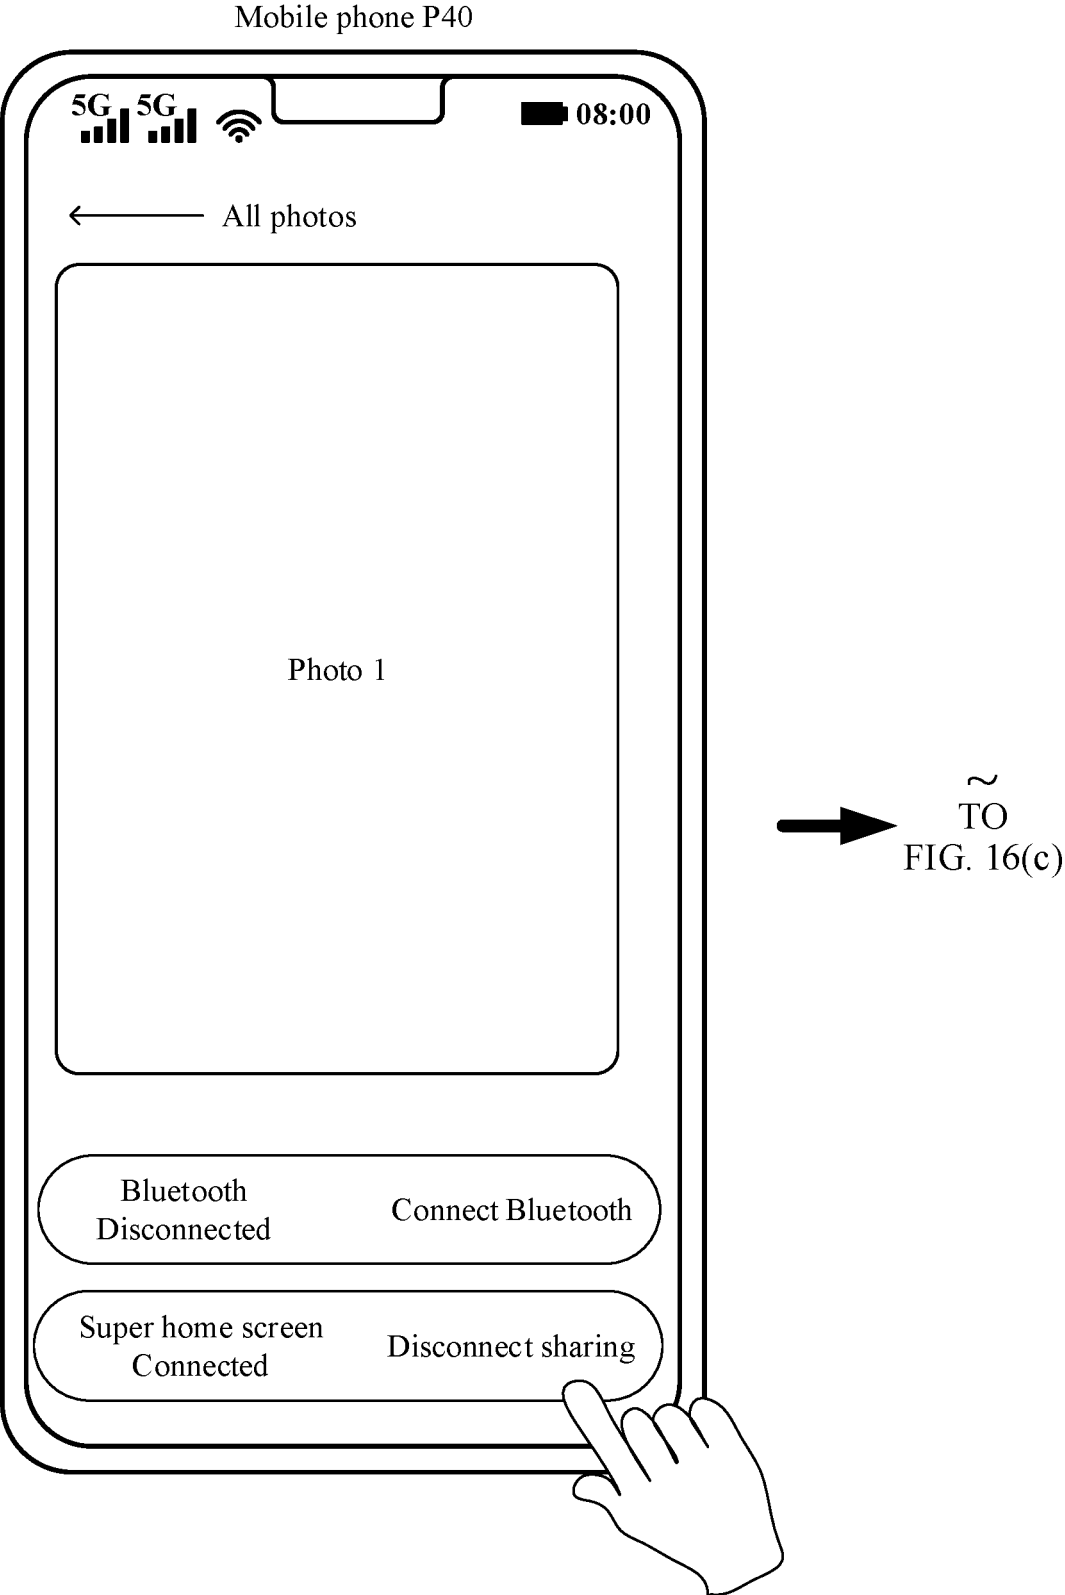 Mobile phone P40
5G 5G 08:00
All photos
Photo 1
~
TO
FIG. 16(c)
Bluetooth
Disconnected
Connect Bluetooth
Super home screen
Connected
Disconnect sharing